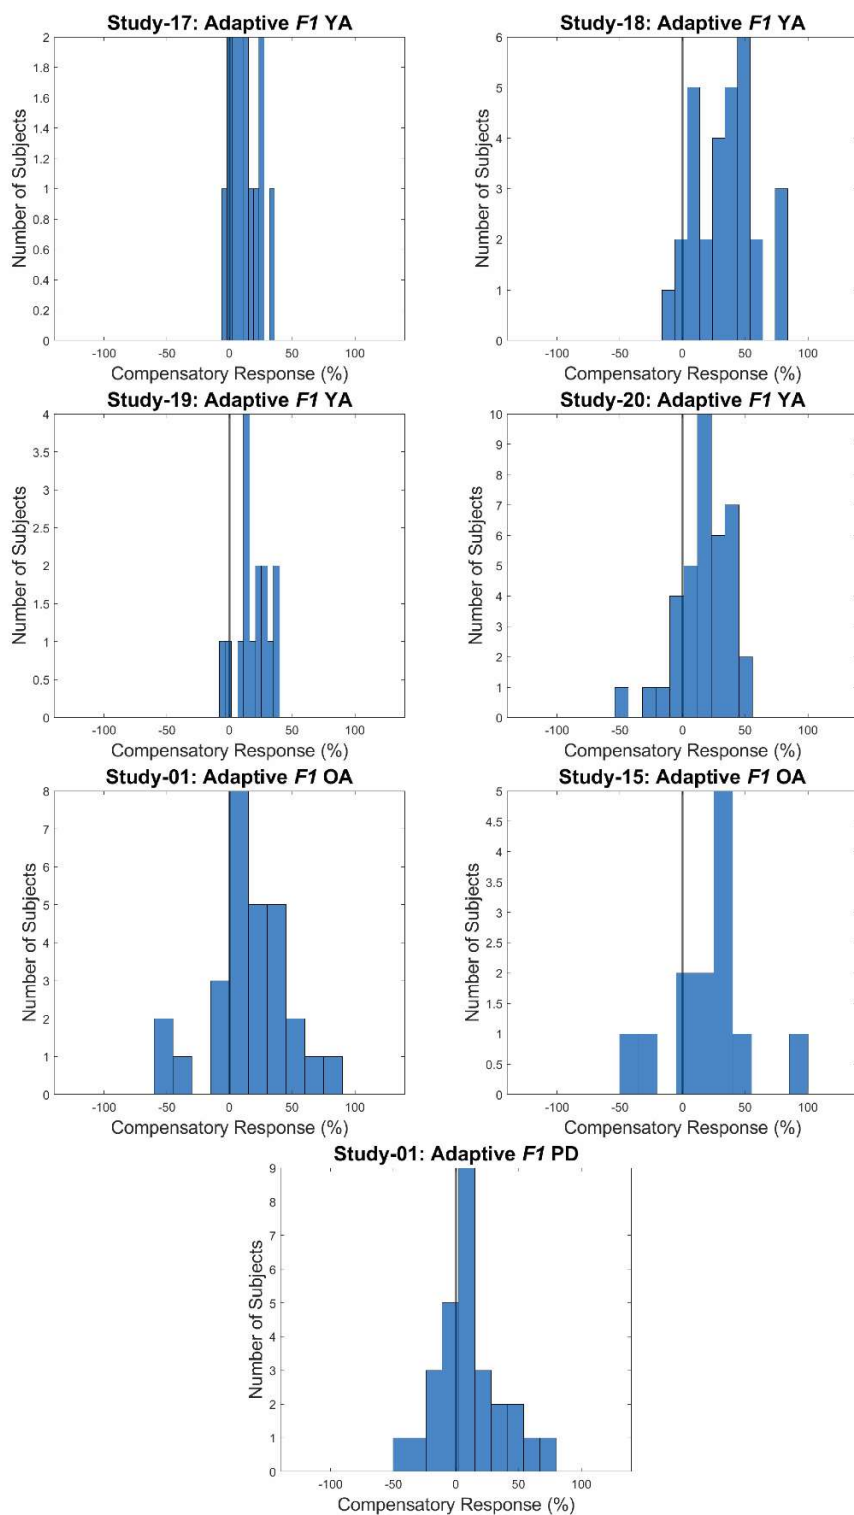 Study-17: Adaptive F1 YA
2
1.8
1.6
1.4
1.2
1
0.8
0.6
0.4
0.2
0
Number of Subjects
-100 -50 0 50 100
Compensatory Response (%)
Study-18: Adaptive F1 YA
6
5
4
3
2
1
0
Number of Subjects
-100 -50 0 50 100
Compensatory Response (%)
Study-19: Adaptive F1 YA
4
3.5
3
2.5
2
1.5
1
0.5
0
Number of Subjects
-100 -50 0 50 100
Compensatory Response (%)
Study-20: Adaptive F1 YA
10
9
8
7
6
5
4
3
2
1
0
Number of Subjects
-100 -50 0 50 100
Compensatory Response (%)
Study-01: Adaptive F1 OA
8
7
6
5
4
3
2
1
0
Number of Subjects
-100 -50 0 50 100
Compensatory Response (%)
Study-15: Adaptive F1 OA
5
4.5
4
3.5
3
2.5
2
1.5
1
0.5
0
Number of Subjects
-100 -50 0 50 100
Compensatory Response (%)
Study-01: Adaptive F1 PD
9
8
7
6
5
4
3
2
1
0
Number of Subjects
-100 -50 0 50 100
Compensatory Response (%)